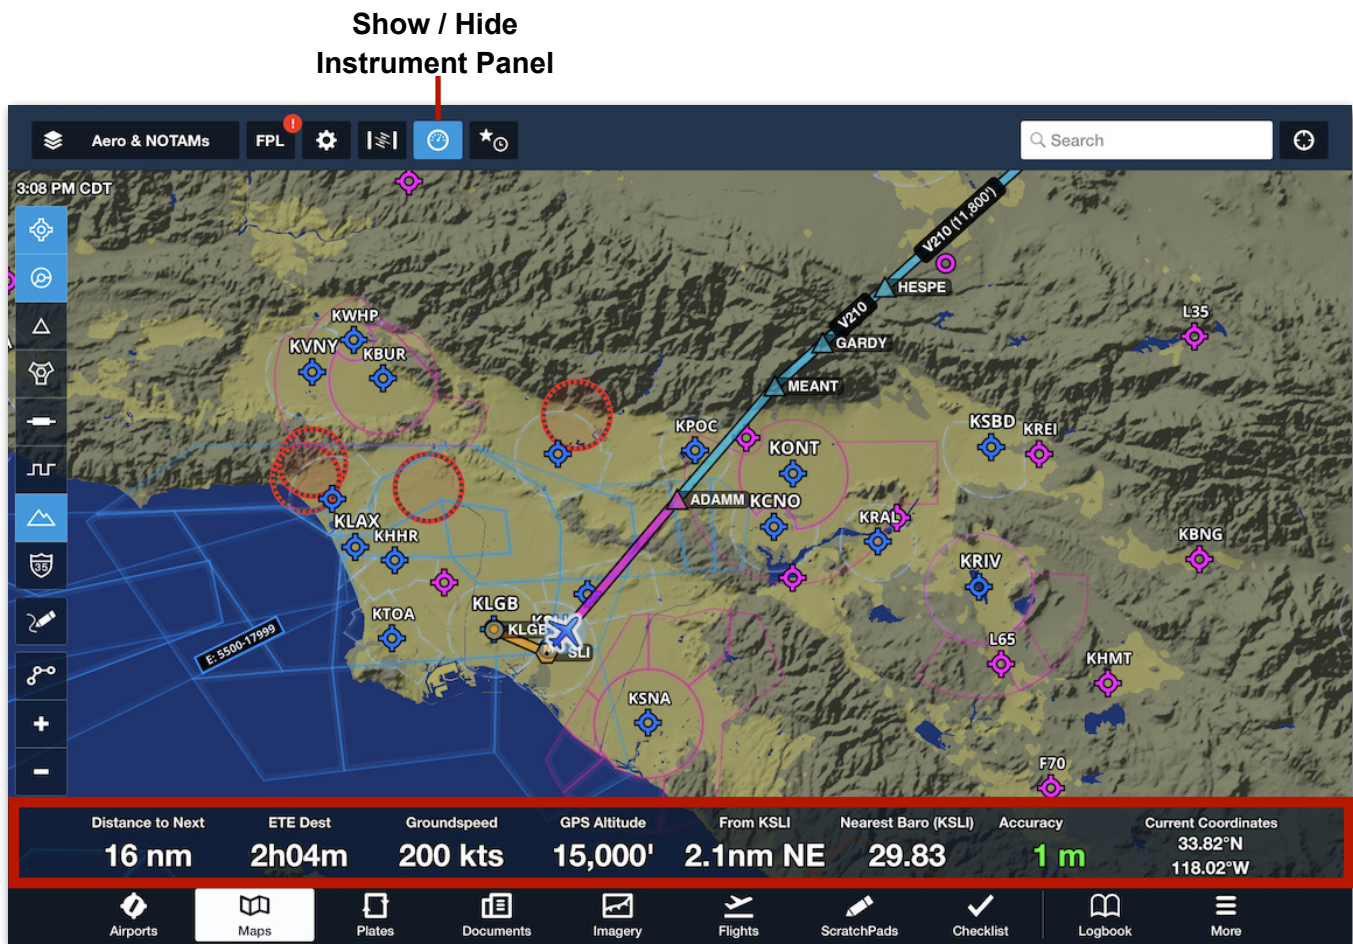 Show / Hide
Instrument Panel
Aero & NOTAMs
FPL
!
Search
3:08 PM CDT
V210 (11,800')
HESPE
V210
L35
KWHP
KVNY
KBUR
GARDY
MEANT
KPOC
KSBD
KREI
KONT
ADAMM
KCNO
KLAX
KRAL
KHHR
KBNG
35
KRIV
KLGB
KTOA
KLGB
SLI
E: 5500-17999
L65
KHMT
KSNA
F70
Distance to Next
ETE Dest
Groundspeed
GPS Altitude
From KSLI
Nearest Baro (KSLI)
Accuracy
Current Coordinates
16 nm
2h04m
200 kts
15,000'
2.1nm NE
29.83
1 m
33.82°N
118.02°W
Airports
Maps
Plates
Documents
Imagery
Flights
ScratchPads
Checklist
Logbook
More